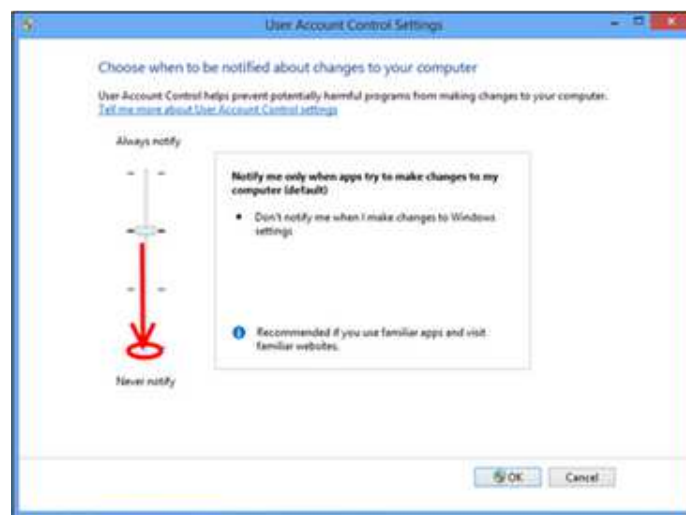 User Account Control Settings
Choose when to be notified about changes to your computer
User Account Control helps prevent potentially harmful programs from making changes to your computer.
Tell me more about User Account Control settings
Always notify
Notify me only when apps try to make changes to my
computer (default)
Don't notify me when I make changes to Windows
settings
Recommended if you use familiar apps and visit
familiar websites.
Never notify
OK Cancel